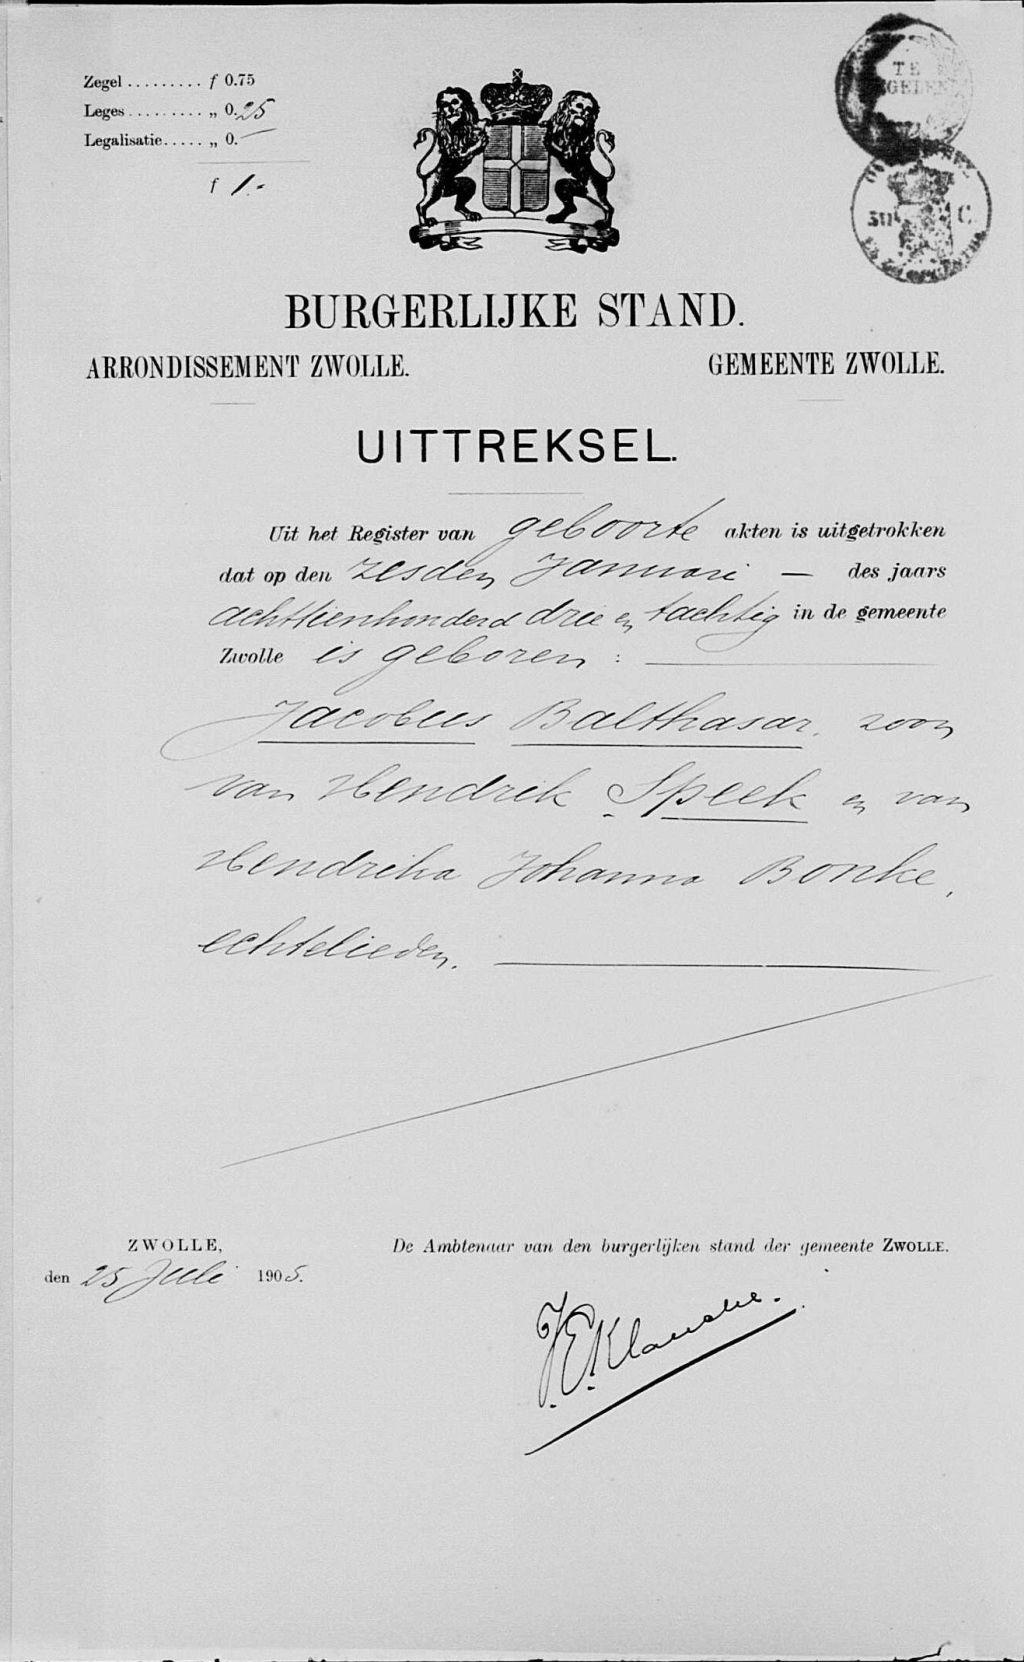 Zegel ......... f 0.75
Leges ......... „ 0.25
Legalisatie ..... „ 0.—
f 1.-
TE
30 C.
BURGERLIJKE STAND.
ARRONDISSEMENT ZWOLLE. GEMEENTE ZWOLLE.
UITTREKSEL.
Uit het Register van geboorte akten is uitgetrokken
dat op den zesden Januari — des jaars
achttienhonderd drie en tachtig in de gemeente
Zwolle is geboren :
Jacobus Balthasar, zoon
van Hendrik Speek en van
Hendrika Johanna Bonke,
echtelieden.
ZWOLLE, De Ambtenaar van den burgerlijken stand der gemeente ZWOLLE.
den 25 Juli 1905.